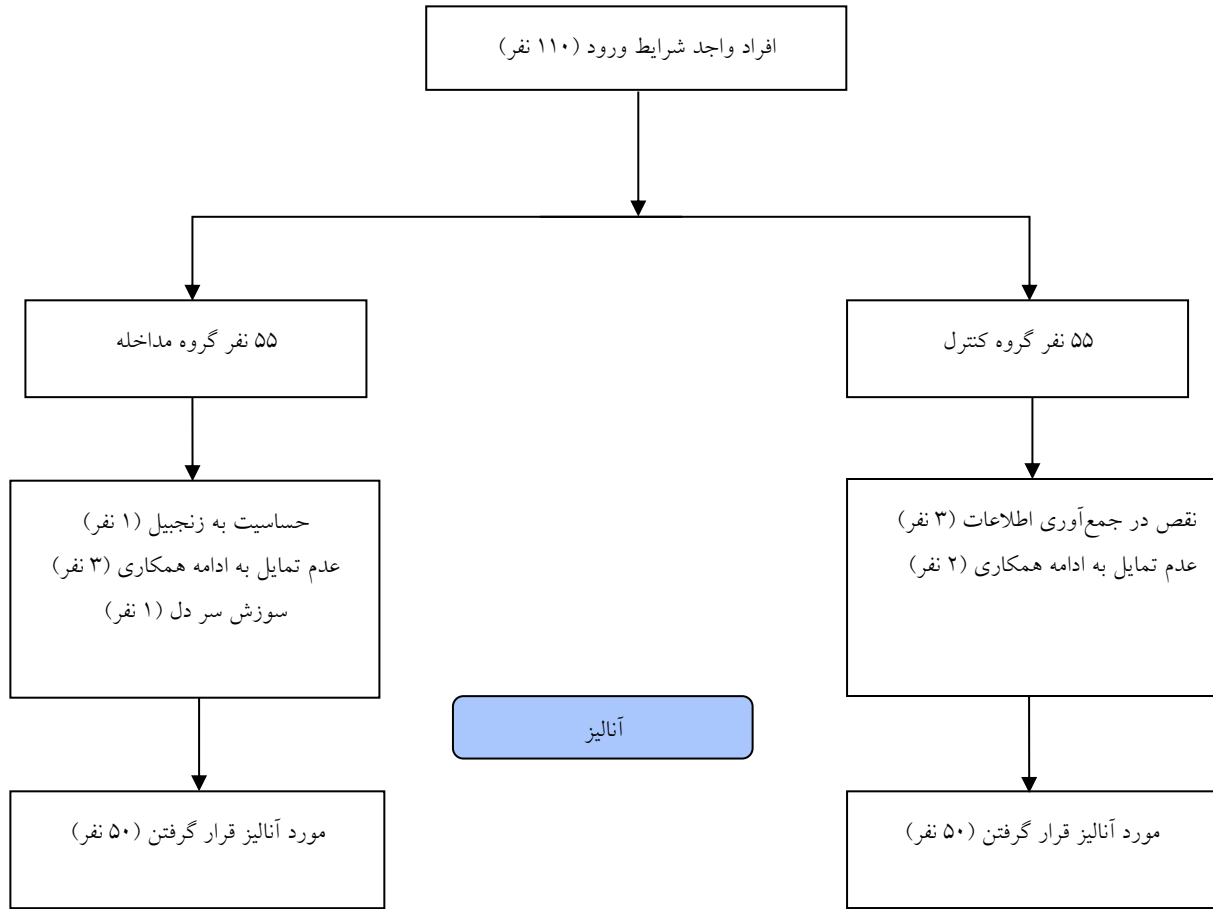 افراد واجد شرایط ورود (۱۱۰ نفر)
۵۵ نفر گروه کنترل
۵۵ نفر گروه مداخله
نقص در جمع‌آوری اطلاعات (۳ نفر)
عدم تمایل به ادامه همکاری (۲ نفر)
حساسیت به زنجبیل (۱ نفر)
عدم تمایل به ادامه همکاری (۳ نفر)
سوزش سر دل (۱ نفر)
آنالیز
مورد آنالیز قرار گرفتن (۵۰ نفر)
مورد آنالیز قرار گرفتن (۵۰ نفر)